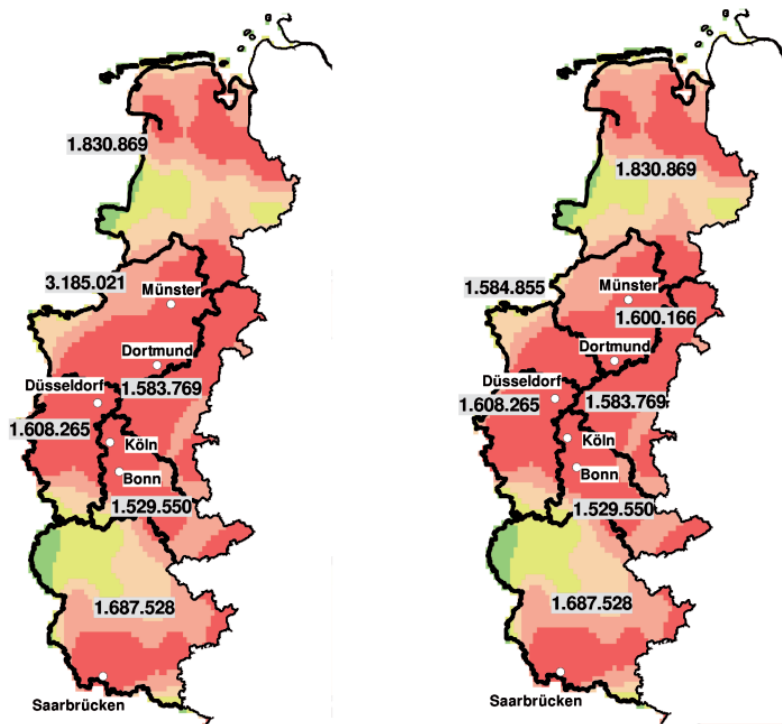 1.830.869
3.185.021
Münster
Dortmund
1.583.769
Düsseldorf
1.608.265
Köln
Bonn
1.529.550
1.687.528
Saarbrücken
1.830.869
1.584.855
Münster
1.600.166
Dortmund
Düsseldorf
1.583.769
1.608.265
Köln
Bonn
1.529.550
1.687.528
Saarbrücken